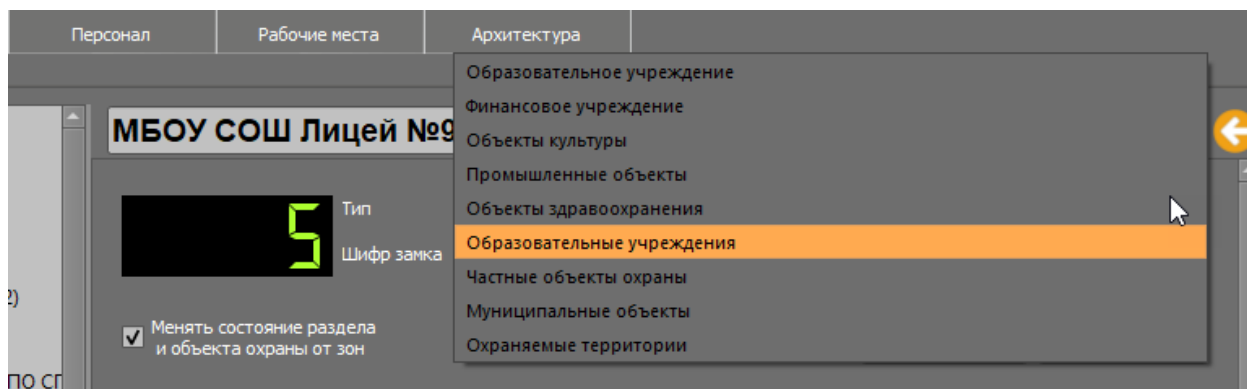 Персонал Рабочие места Архитектура
Образовательное учреждение
Финансовое учреждение
МБОУ СОШ Лицей №9
Объекты культуры
Промышленные объекты
5
Тип
Объекты здравоохранения
Шифр замка
Образовательные учреждения
Частные объекты охраны
Муниципальные объекты
Менять состояние раздела
и объекта охраны от зон
Охраняемые территории